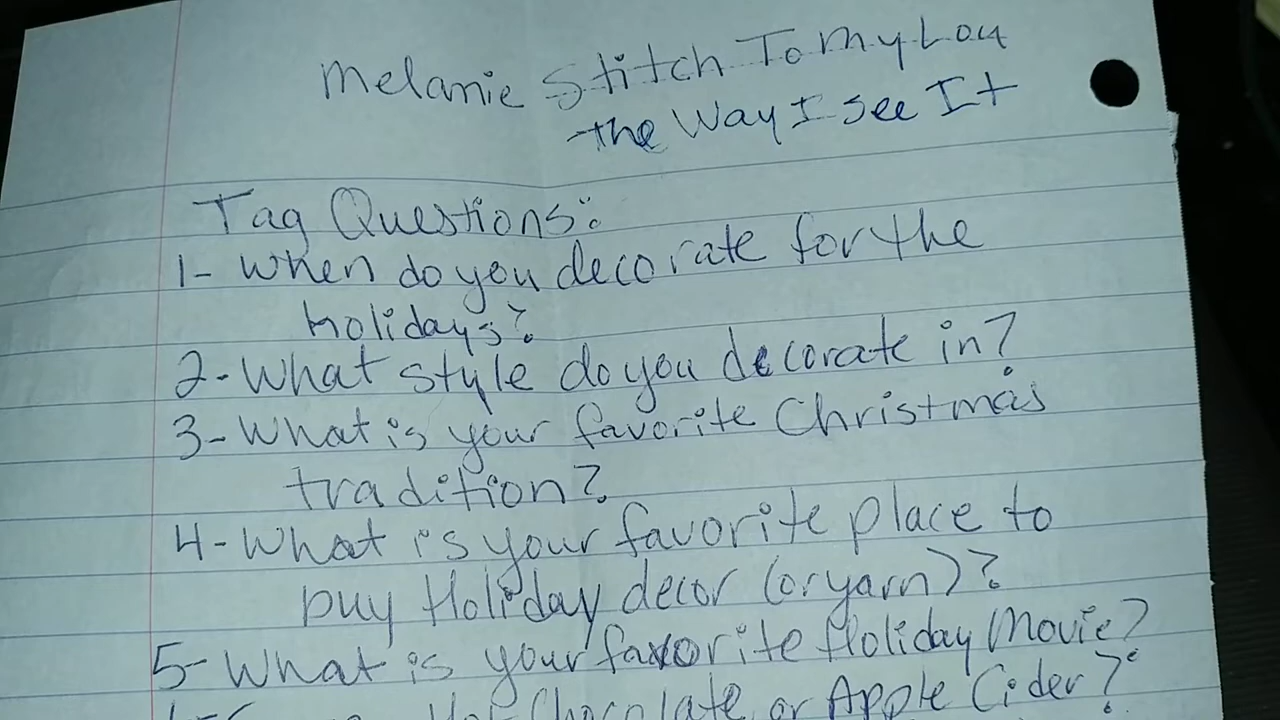 Melanie Stitch To My Lou
the Way I see It
Tag Questions:
1- When do you decorate for the
holidays?
2- What style do you decorate in?
3- What is your favorite Christmas
tradition?
4- What is your favorite place to
buy Holiday decor (or yarn)?
5- What is your favorite Holiday Movie?
Hot Chocolate or Apple Cider?